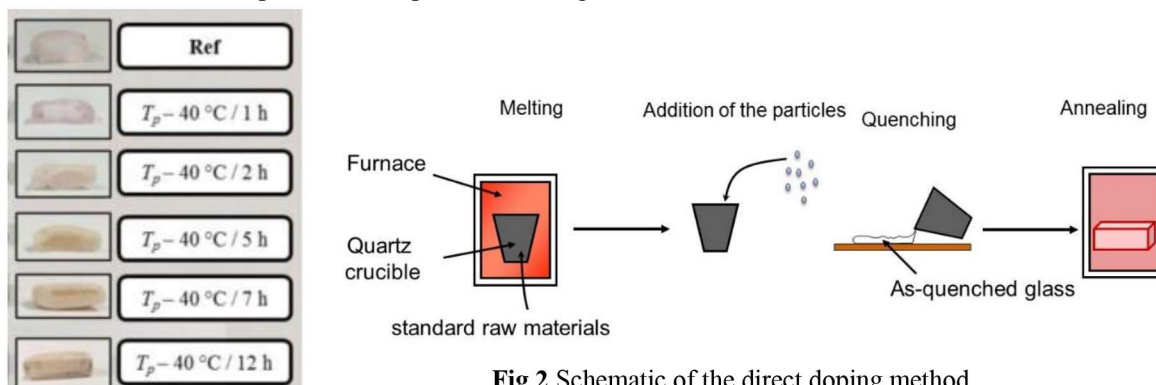 Ref
Tp – 40 °C / 1 h
Tp – 40 °C / 2 h
Tp – 40 °C / 5 h
Tp – 40 °C / 7 h
Tp – 40 °C / 12 h
Melting
Addition of the particles
Quenching
Annealing
Furnace
Quartz
crucible
standard raw materials
As-quenched glass
Fig 2 Schematic of the direct doping method